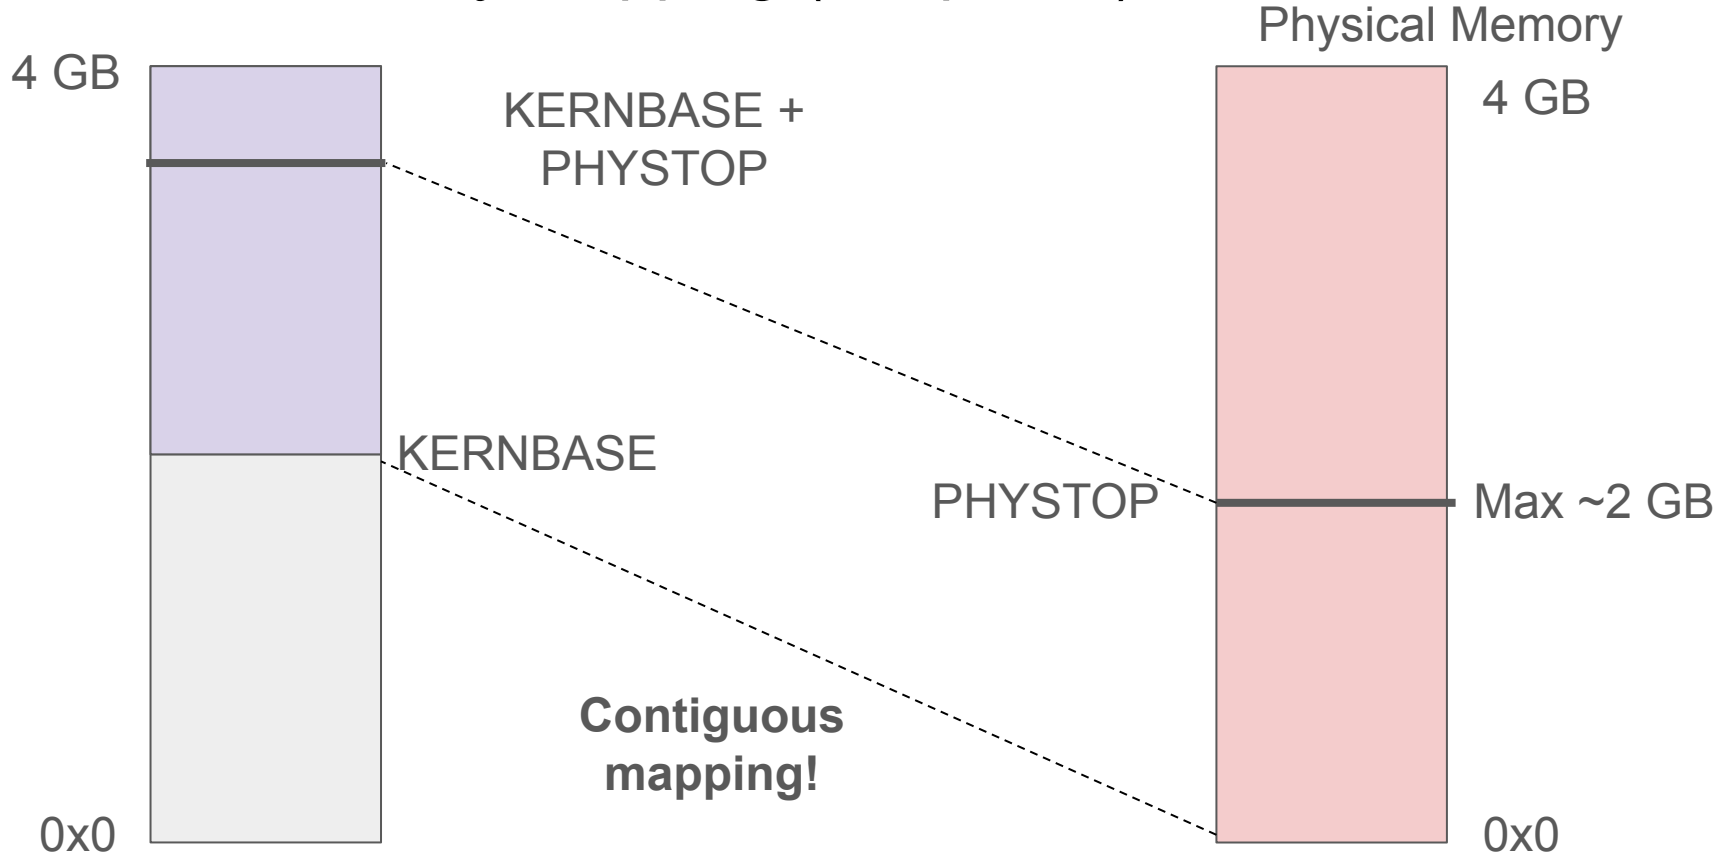 Physical Memory
4 GB
KERNBASE +
PHYSTOP
4 GB
KERNBASE
PHYSTOP
Max ~2 GB
Contiguous
mapping!
0x0
0x0